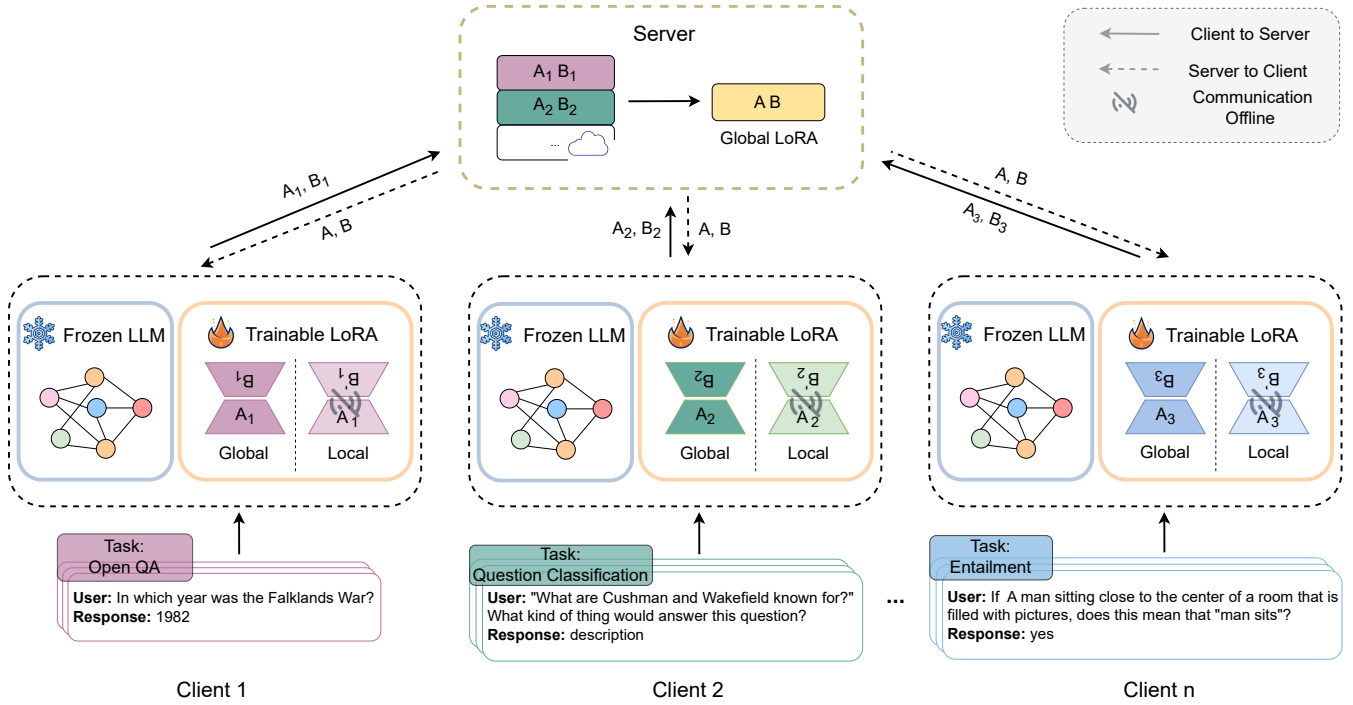 Server
A1 B1
A2 B2
...
A B
Global LoRA
Client to Server
Server to Client
Communication
Offline
A1, B1
A, B
A2, B2
A, B
A, B
A3, B3
Frozen LLM
Trainable LoRA
B1
A1
B'1
A'1
Global
Local
Frozen LLM
Trainable LoRA
B2
A2
B'2
A'2
Global
Local
Frozen LLM
Trainable LoRA
B3
A3
B'3
A'3
Global
Local
Task:
Open QA
User: In which year was the Falklands War?
Response: 1982
Task:
Question Classification
User: "What are Cushman and Wakefield known for?"
What kind of thing would answer this question?
Response: description
...
Task:
Entailment
User: If A man sitting close to the center of a room that is
filled with pictures, does this mean that "man sits"?
Response: yes
Client 1
Client 2
Client n